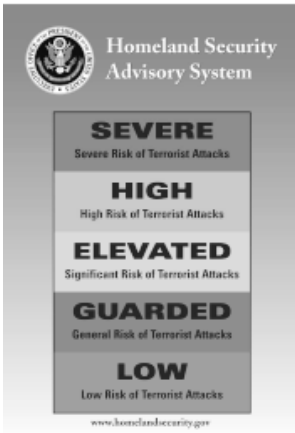 Homeland Security
Advisory System
SEVERE
Severe Risk of Terrorist Attacks
HIGH
High Risk of Terrorist Attacks
ELEVATED
Significant Risk of Terrorist Attacks
GUARDED
General Risk of Terrorist Attacks
LOW
Low Risk of Terrorist Attacks
www.homelandsecurity.gov